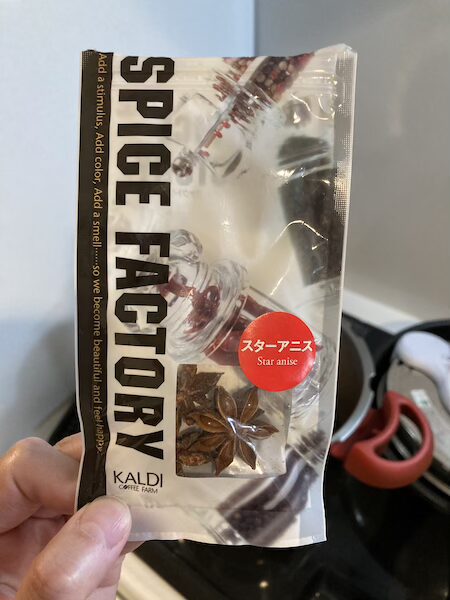 Add a stimulus, Add color, Add a smell……so we become beautiful and feel happy.
SPICE FACTORY
スターアニス
Star anise
KALDI
COFFEE FARM